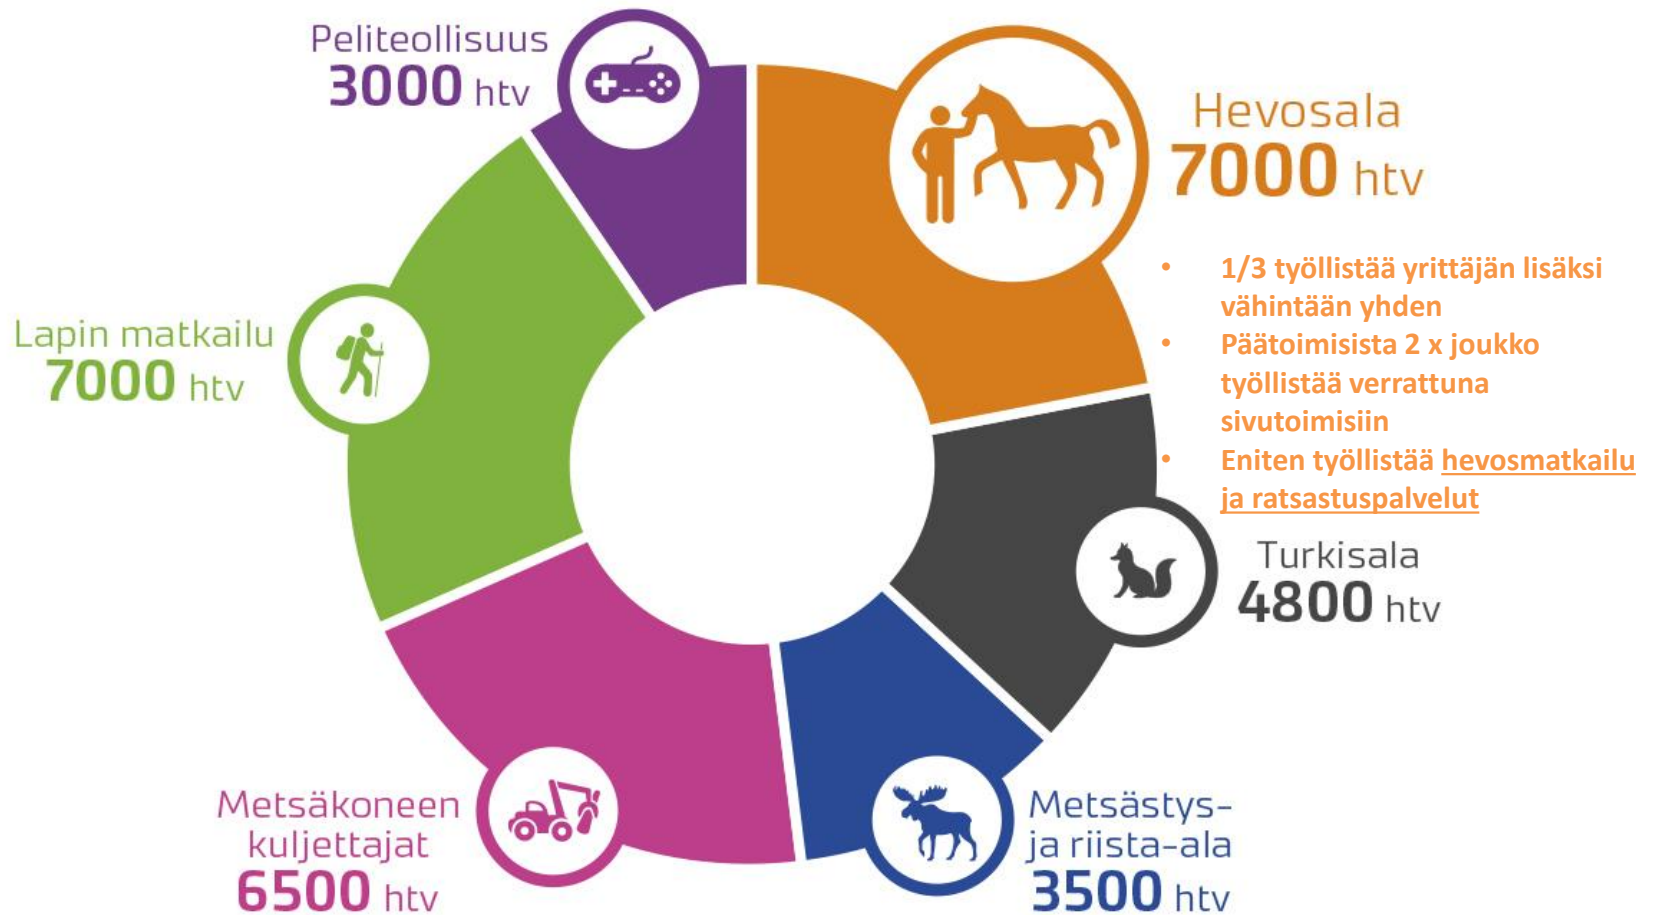 Peliteollisuus
3000 htv
Hevosala
7000 htv
• 1/3 työllistää yrittäjän lisäksi
vähintään yhden
• Päätoimisista 2 x joukko
työllistää verrattuna
sivutoimisiin
• Eniten työllistää hevosmatkailu
ja ratsastuspalvelut
Lapin matkailu
7000 htv
Turkisala
4800 htv
Metsäkoneen
kuljettajat
6500 htv
Metsästys-
ja riista-ala
3500 htv